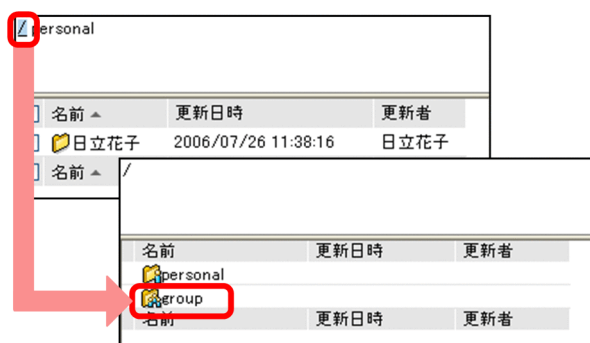 / personal
名前 更新日時 更新者
日立花子 2006/07/26 11:38:16 日立花子
名前
/
名前 更新日時 更新者
personal
group
名前 更新日時 更新者